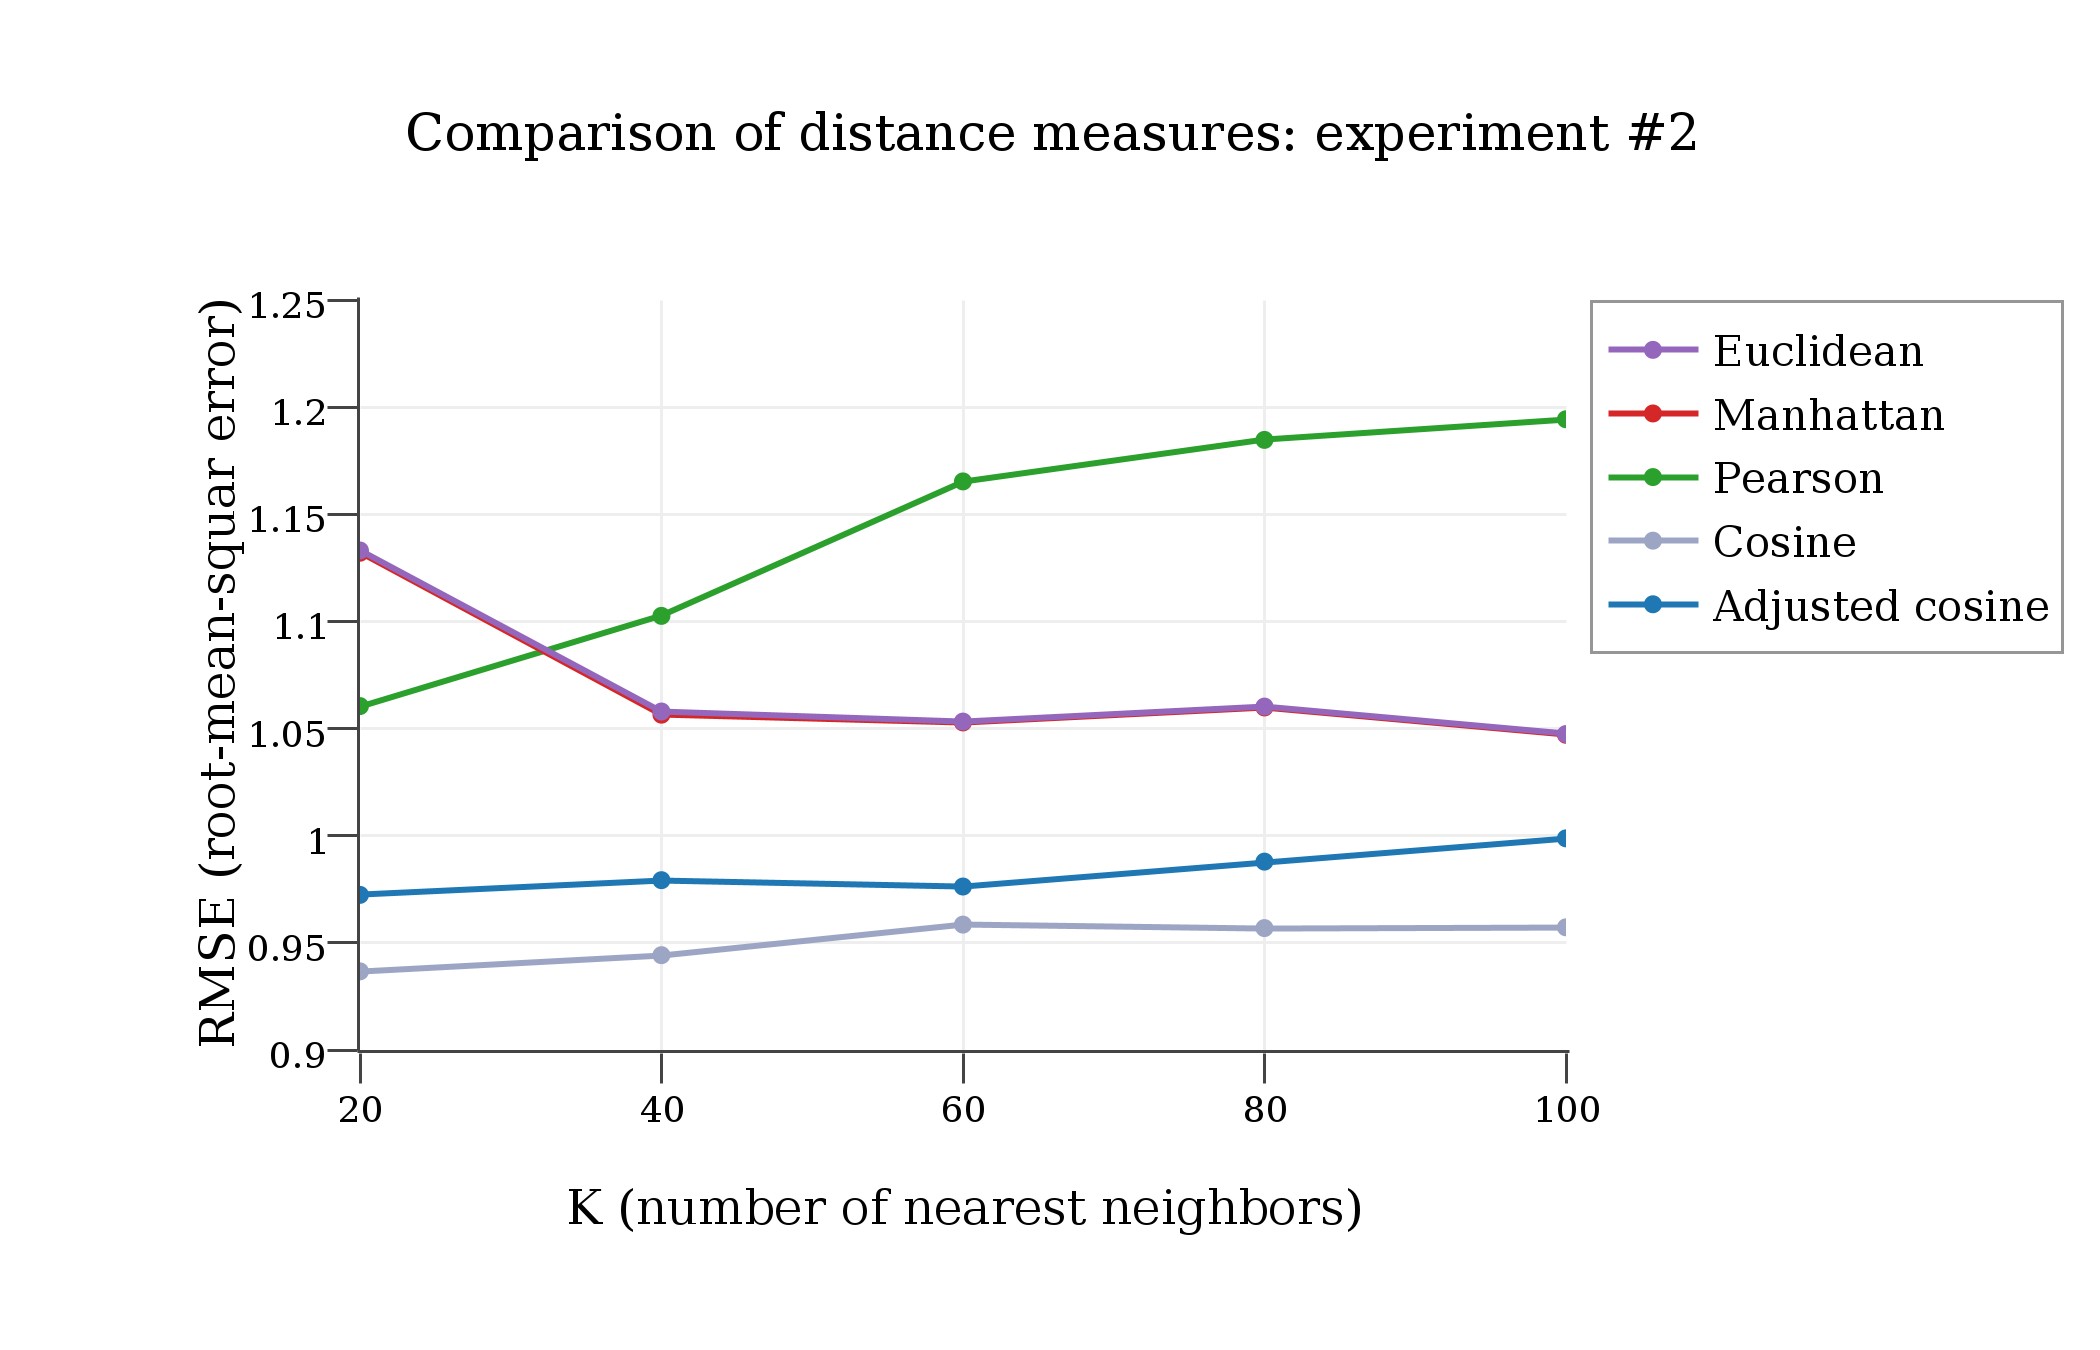 Comparison of distance measures: experiment #2
RMSE (root-mean-squar error)
1.25
1.2
1.15
1.1
1.05
1
0.95
0.9
20 40 60 80 100
K (number of nearest neighbors)
Euclidean
Manhattan
Pearson
Cosine
Adjusted cosine